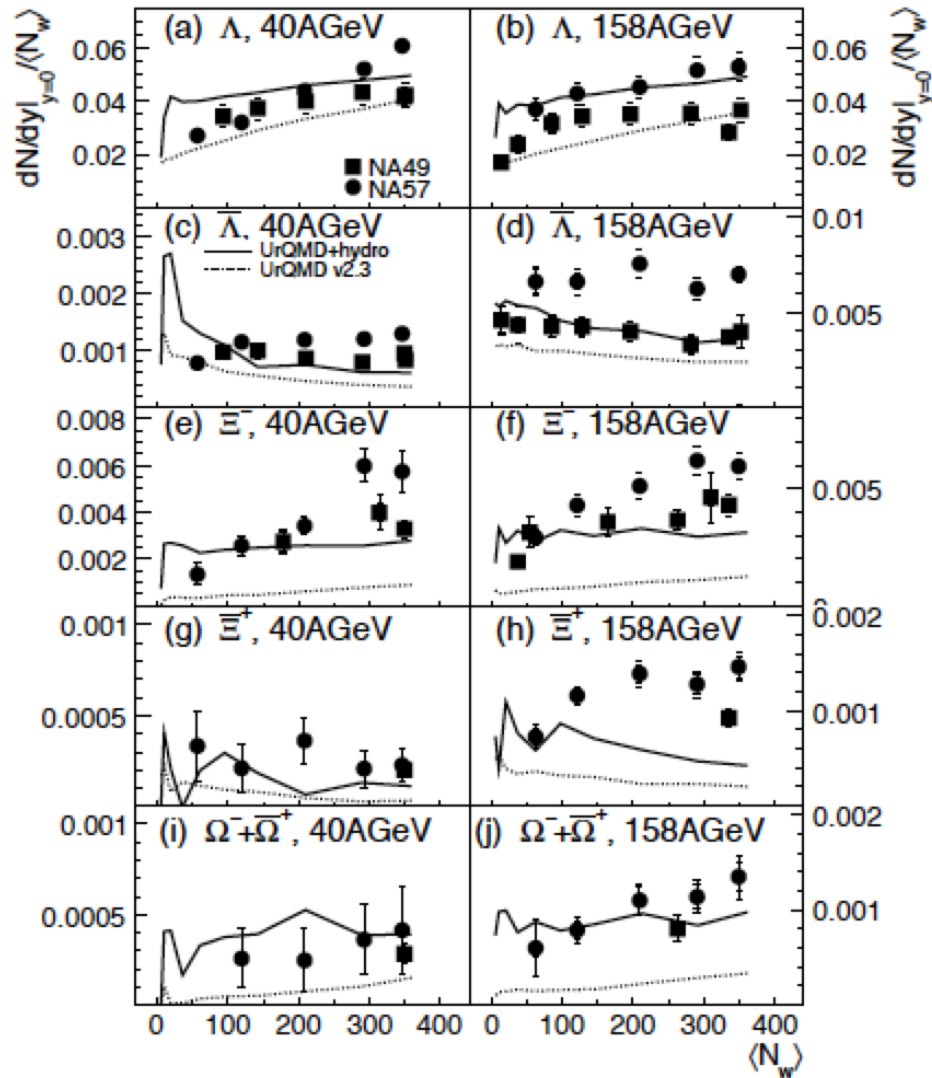 (a) Λ, 40AGeV
(b) Λ, 158AGeV
dN/dy|y=0/⟨Nw⟩
dN/dy|y=0/⟨Nw⟩
0.06
0.04
0.02
0.06
0.04
0.02
■ NA49
● NA57
(c) Λ̅, 40AGeV
(d) Λ̅, 158AGeV
UrQMD+hydro
UrQMD v2.3
0.003
0.002
0.001
0.01
0.005
(e) Ξ⁻, 40AGeV
(f) Ξ⁻, 158AGeV
0.008
0.006
0.004
0.002
0.005
0
(g) Ξ̅⁺, 40AGeV
(h) Ξ̅⁺, 158AGeV
0.001
0.0005
0.002
0.001
(i) Ω⁻+Ω̅⁺, 40AGeV
(j) Ω⁻+Ω̅⁺, 158AGeV
0.001
0.0005
0.002
0.001
0 100 200 300 400
0 100 200 300 400
⟨Nw⟩